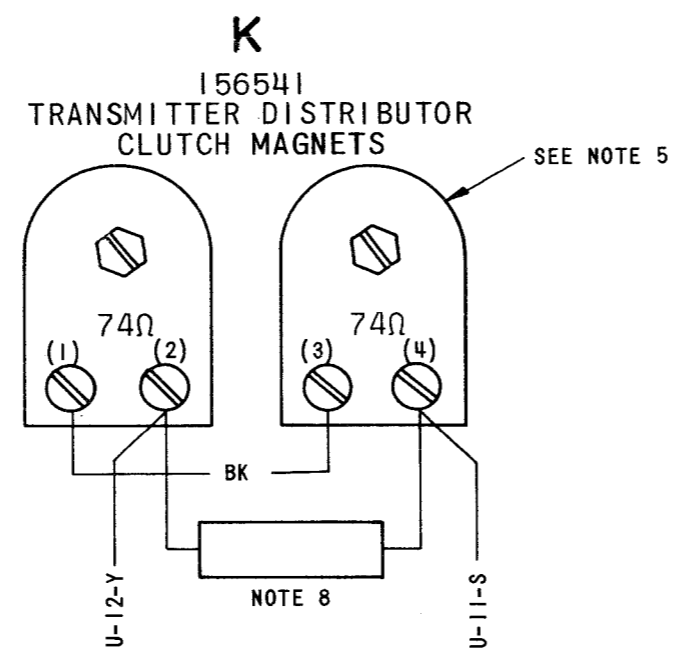 K
156541
TRANSMITTER DISTRIBUTOR
CLUTCH MAGNETS
SEE NOTE 5
74Ω
74Ω
(1)
(2)
(3)
(4)
BK
NOTE 8
U-12-Y
U-11-S